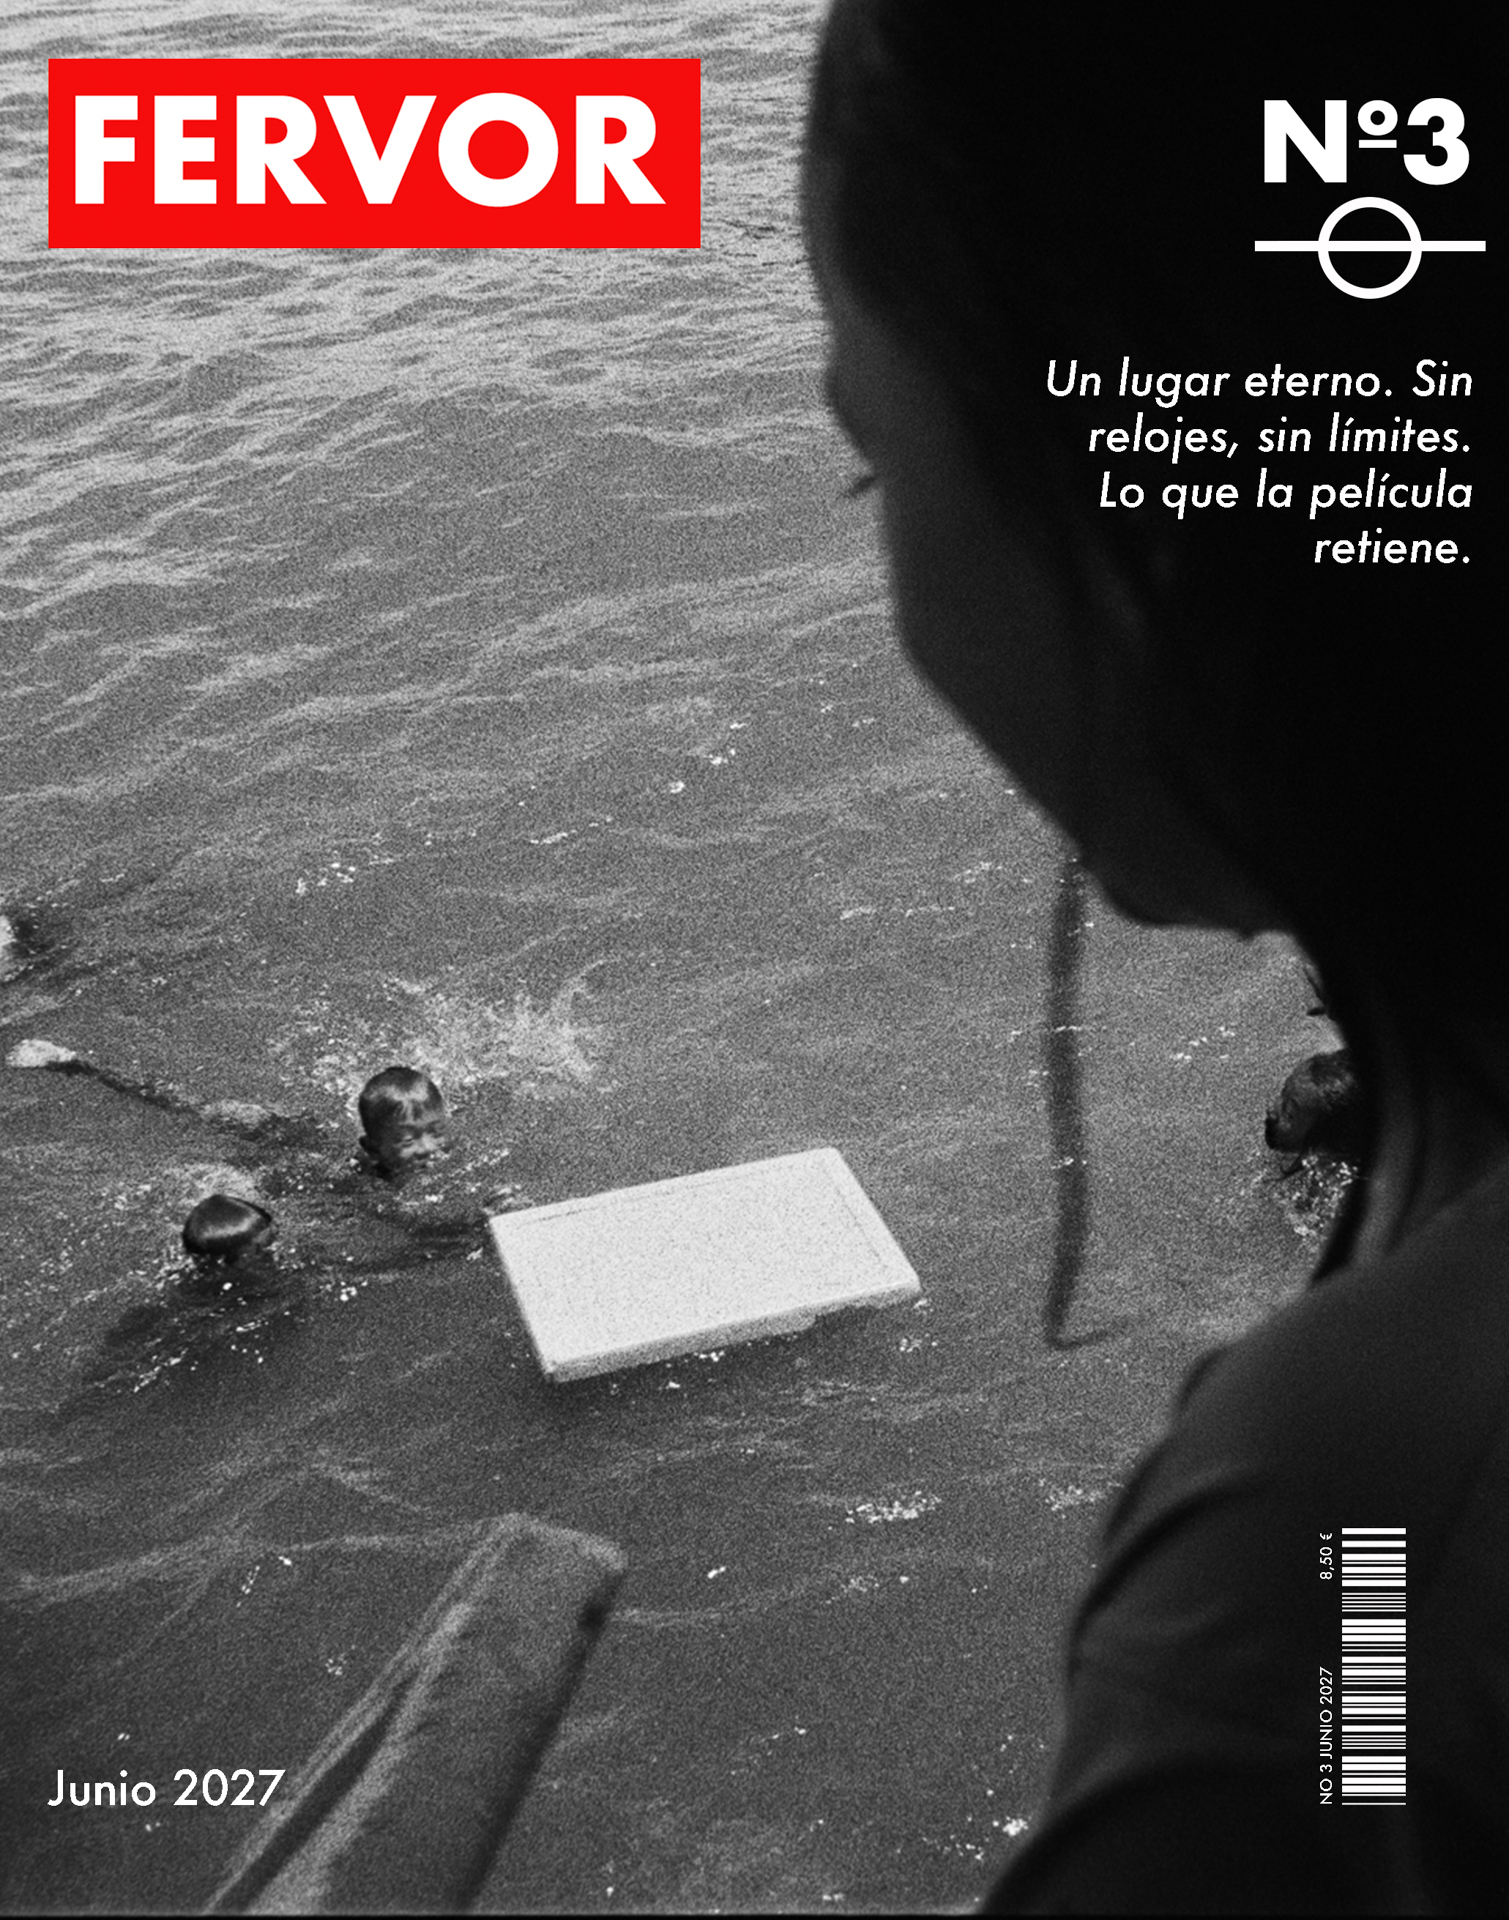 FERVOR
Nº3
Un lugar eterno. Sin
relojes, sin límites.
Lo que la película
retiene.
8,50 €
NO 3 JUNIO 2027
Junio 2027